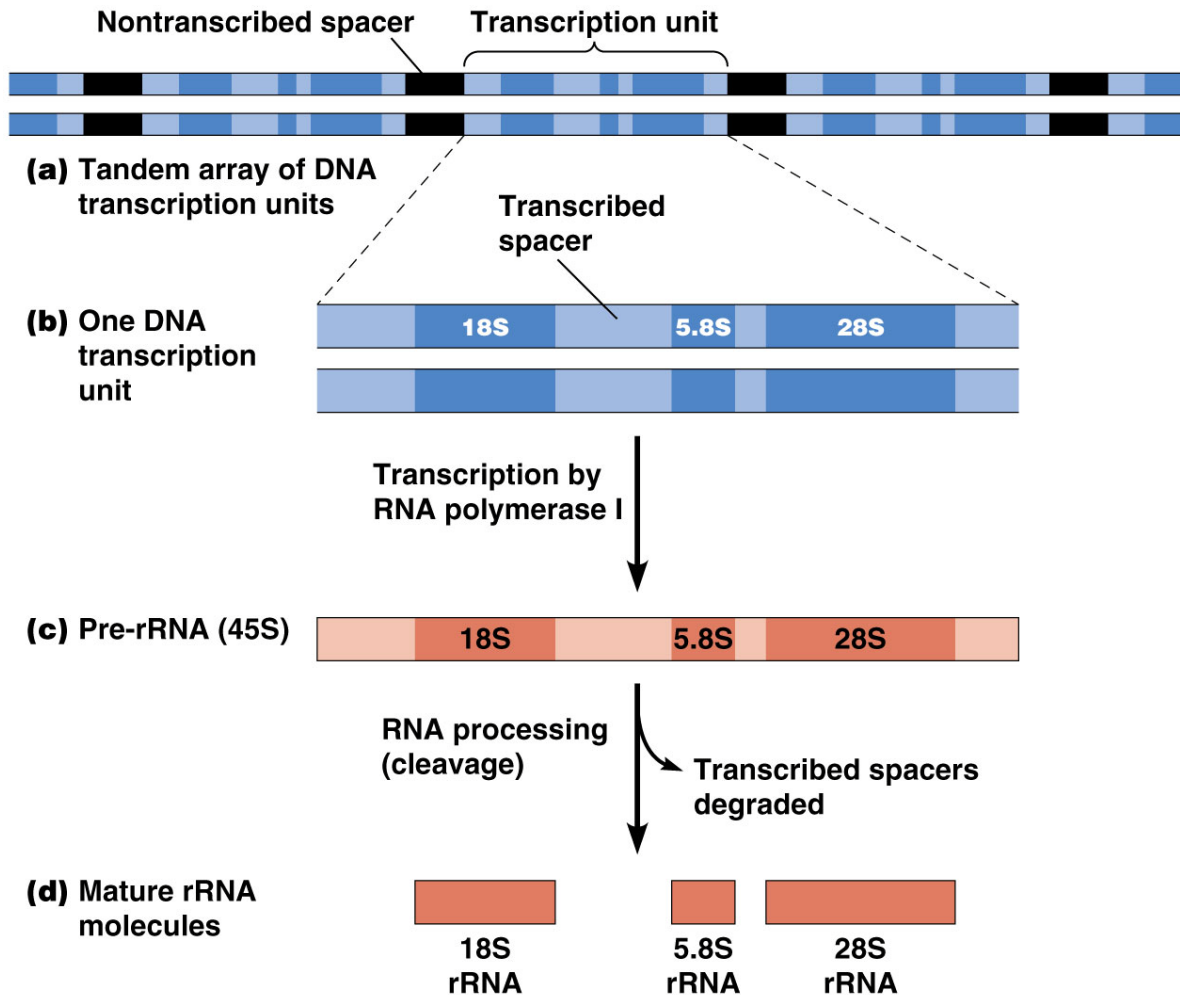 Nontranscribed spacer
Transcription unit
(a) Tandem array of DNA
transcription units
Transcribed
spacer
(b) One DNA
transcription
unit
18S
5.8S
28S
Transcription by
RNA polymerase I
(c) Pre-rRNA (45S)
18S
5.8S
28S
RNA processing
(cleavage)
Transcribed spacers
degraded
(d) Mature rRNA
molecules
18S
rRNA
5.8S
rRNA
28S
rRNA